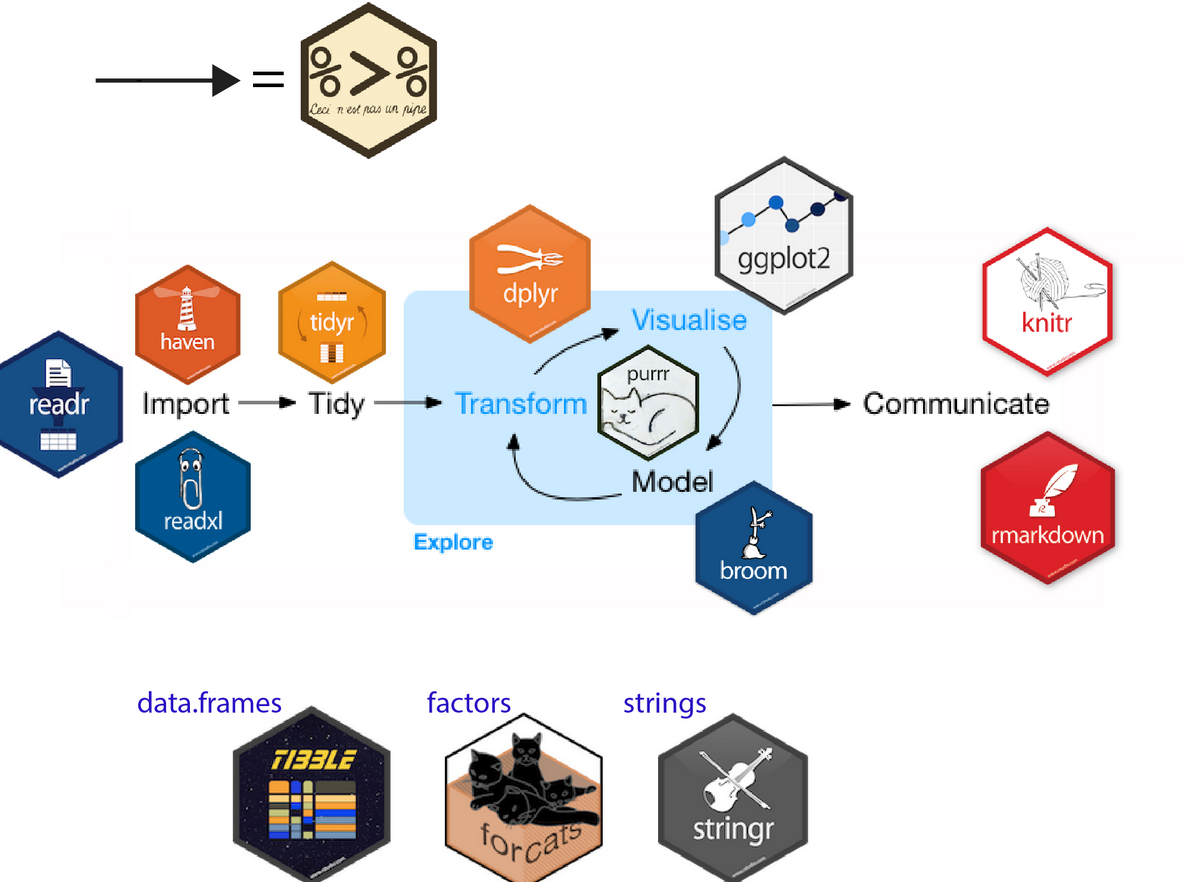 =
%>%
Ceci n'est pas un pipe
ggplot2
dplyr
haven
tidyr
knitr
Visualise
purrr
readr
Import
Tidy
Transform
Communicate
Model
readxl
Explore
broom
rmarkdown
data.frames
factors
strings
TIBBLE
forcats
stringr